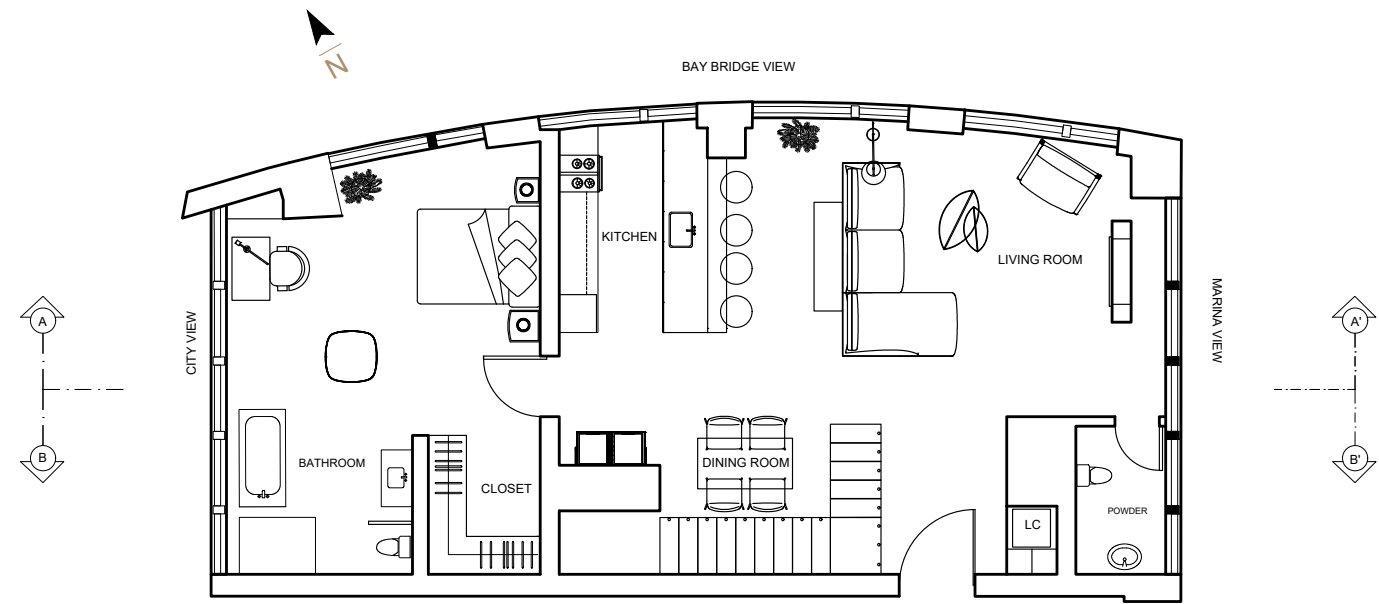 N
BAY BRIDGE VIEW
KITCHEN
LIVING ROOM
CITY VIEW
MARINA VIEW
A
A'
B
B'
BATHROOM
DINING ROOM
CLOSET
POWDER
LC